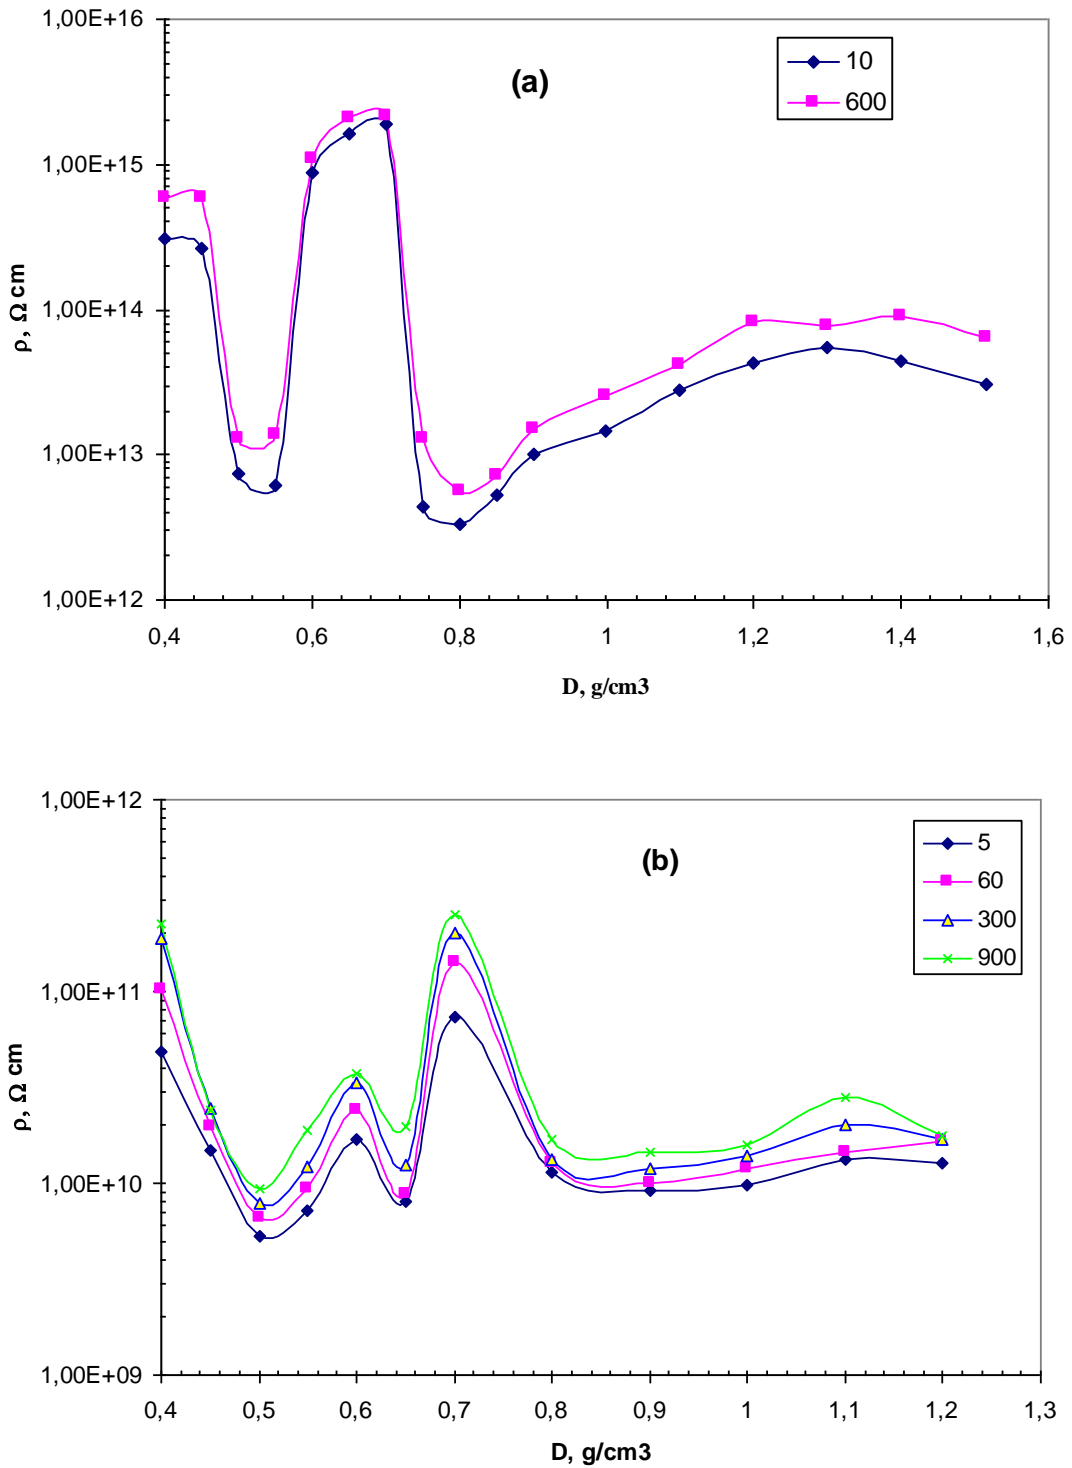 1,00E+16
(a)
10
600
1,00E+15
1,00E+14
ρ, Ω cm
1,00E+13
1,00E+12
0,4 0,6 0,8 1 1,2 1,4 1,6
D, g/cm3
1,00E+12
(b)
5
60
300
900
1,00E+11
ρ, Ω cm
1,00E+10
1,00E+09
0,4 0,5 0,6 0,7 0,8 0,9 1 1,1 1,2 1,3
D, g/cm3